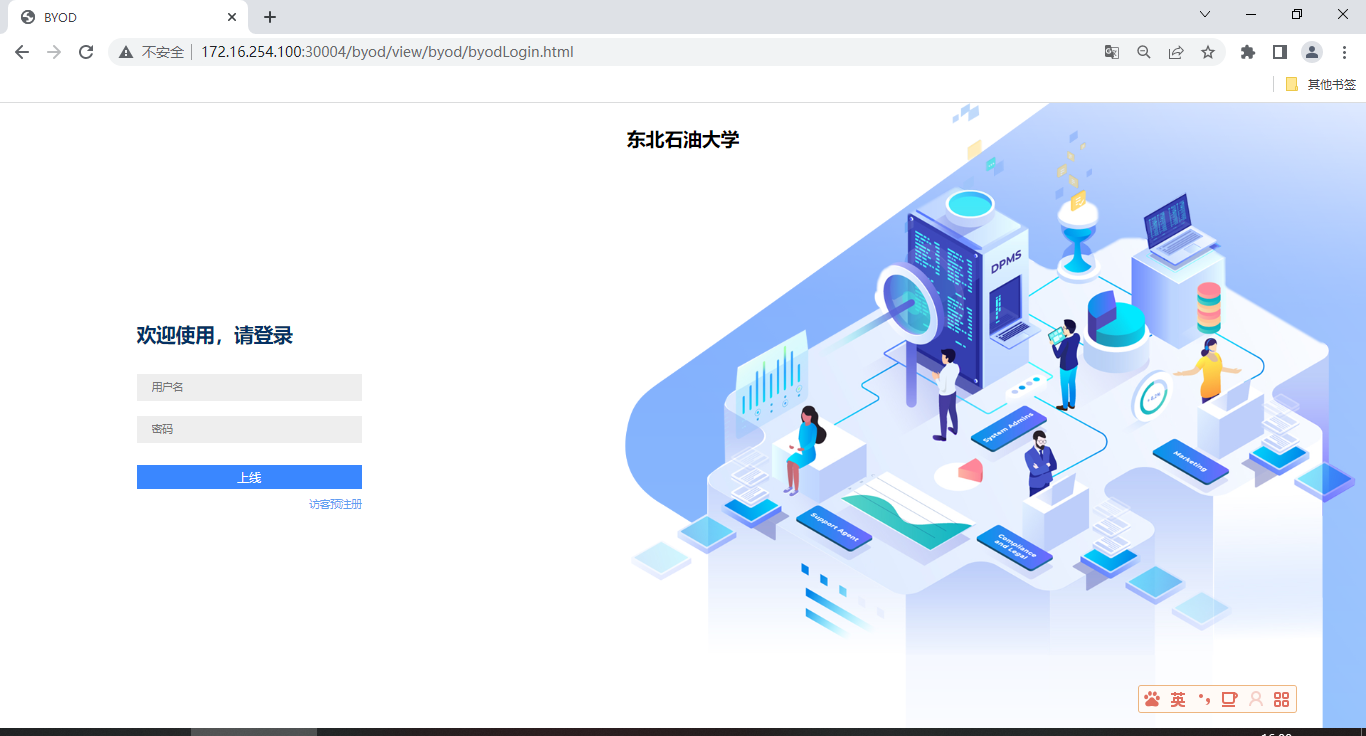 BYOD
不安全 172.16.254.100:30004/byod/view/byod/byodLogin.html
其他书签
东北石油大学
DPMS
欢迎使用，请登录
用户名
密码
上线
访客预注册
System Admins
Marketing
Support Agent
Compliance
and Legal
英